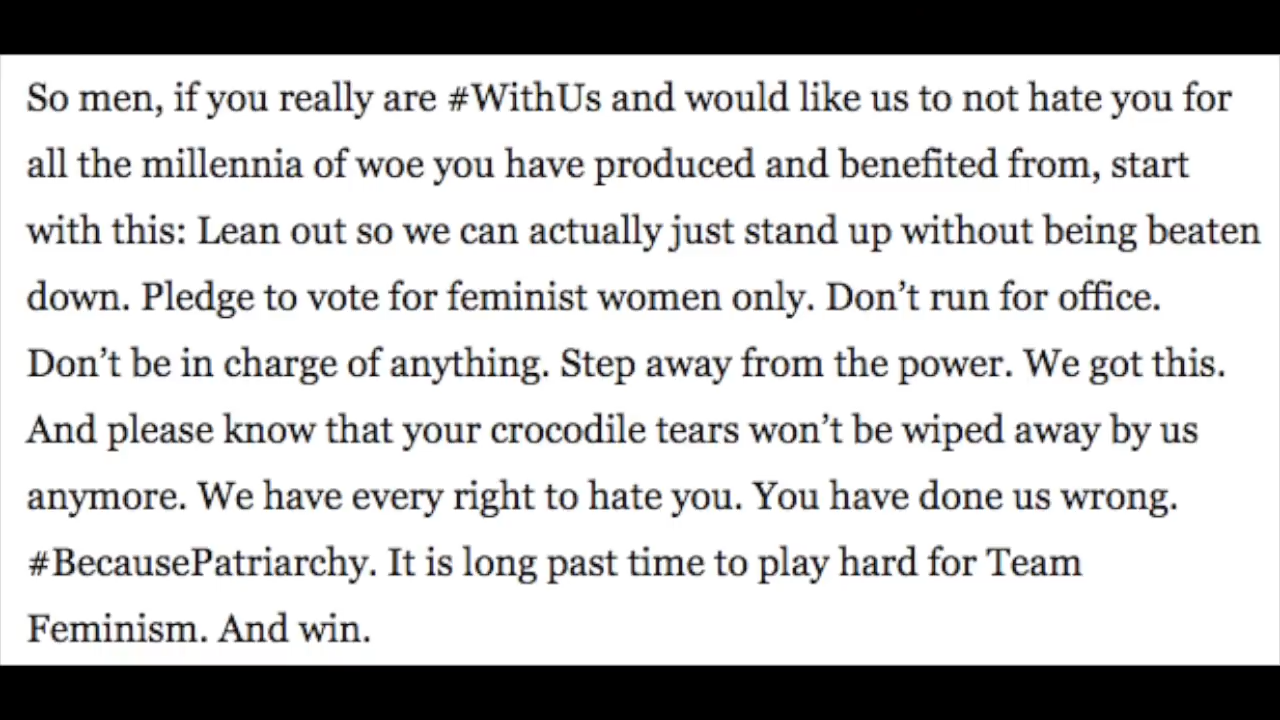 So men, if you really are #WithUs and would like us to not hate you for
all the millennia of woe you have produced and benefited from, start
with this: Lean out so we can actually just stand up without being beaten
down. Pledge to vote for feminist women only. Don’t run for office.
Don’t be in charge of anything. Step away from the power. We got this.
And please know that your crocodile tears won’t be wiped away by us
anymore. We have every right to hate you. You have done us wrong.
#BecausePatriarchy. It is long past time to play hard for Team
Feminism. And win.